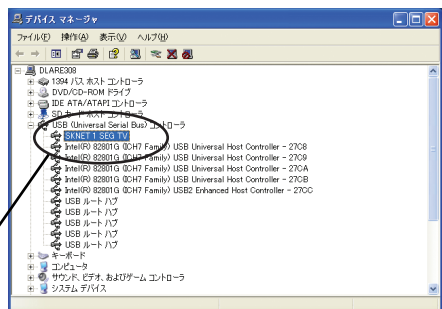 デバイス マネージャ
ファイル(F) 操作(A) 表示(V) ヘルプ(H)
DLARE308
1394 バス ホスト コントローラ
DVD/CD-ROM ドライブ
IDE ATA/ATAPI コントローラ
SD ホスト コントローラ
USB (Universal Serial Bus) コントローラ
SKNET 1 SEG TV
Intel(R) 82801G (ICH7 Family) USB Universal Host Controller - 27C8
Intel(R) 82801G (ICH7 Family) USB Universal Host Controller - 27C9
Intel(R) 82801G (ICH7 Family) USB Universal Host Controller - 27CA
Intel(R) 82801G (ICH7 Family) USB Universal Host Controller - 27CB
Intel(R) 82801G (ICH7 Family) USB2 Enhanced Host Controller - 27CC
USB ルート ハブ
USB ルート ハブ
USB ルート ハブ
USB ルート ハブ
USB ルート ハブ
キーボード
コンピュータ
サウンド、ビデオ、およびゲーム コントローラ
システム デバイス